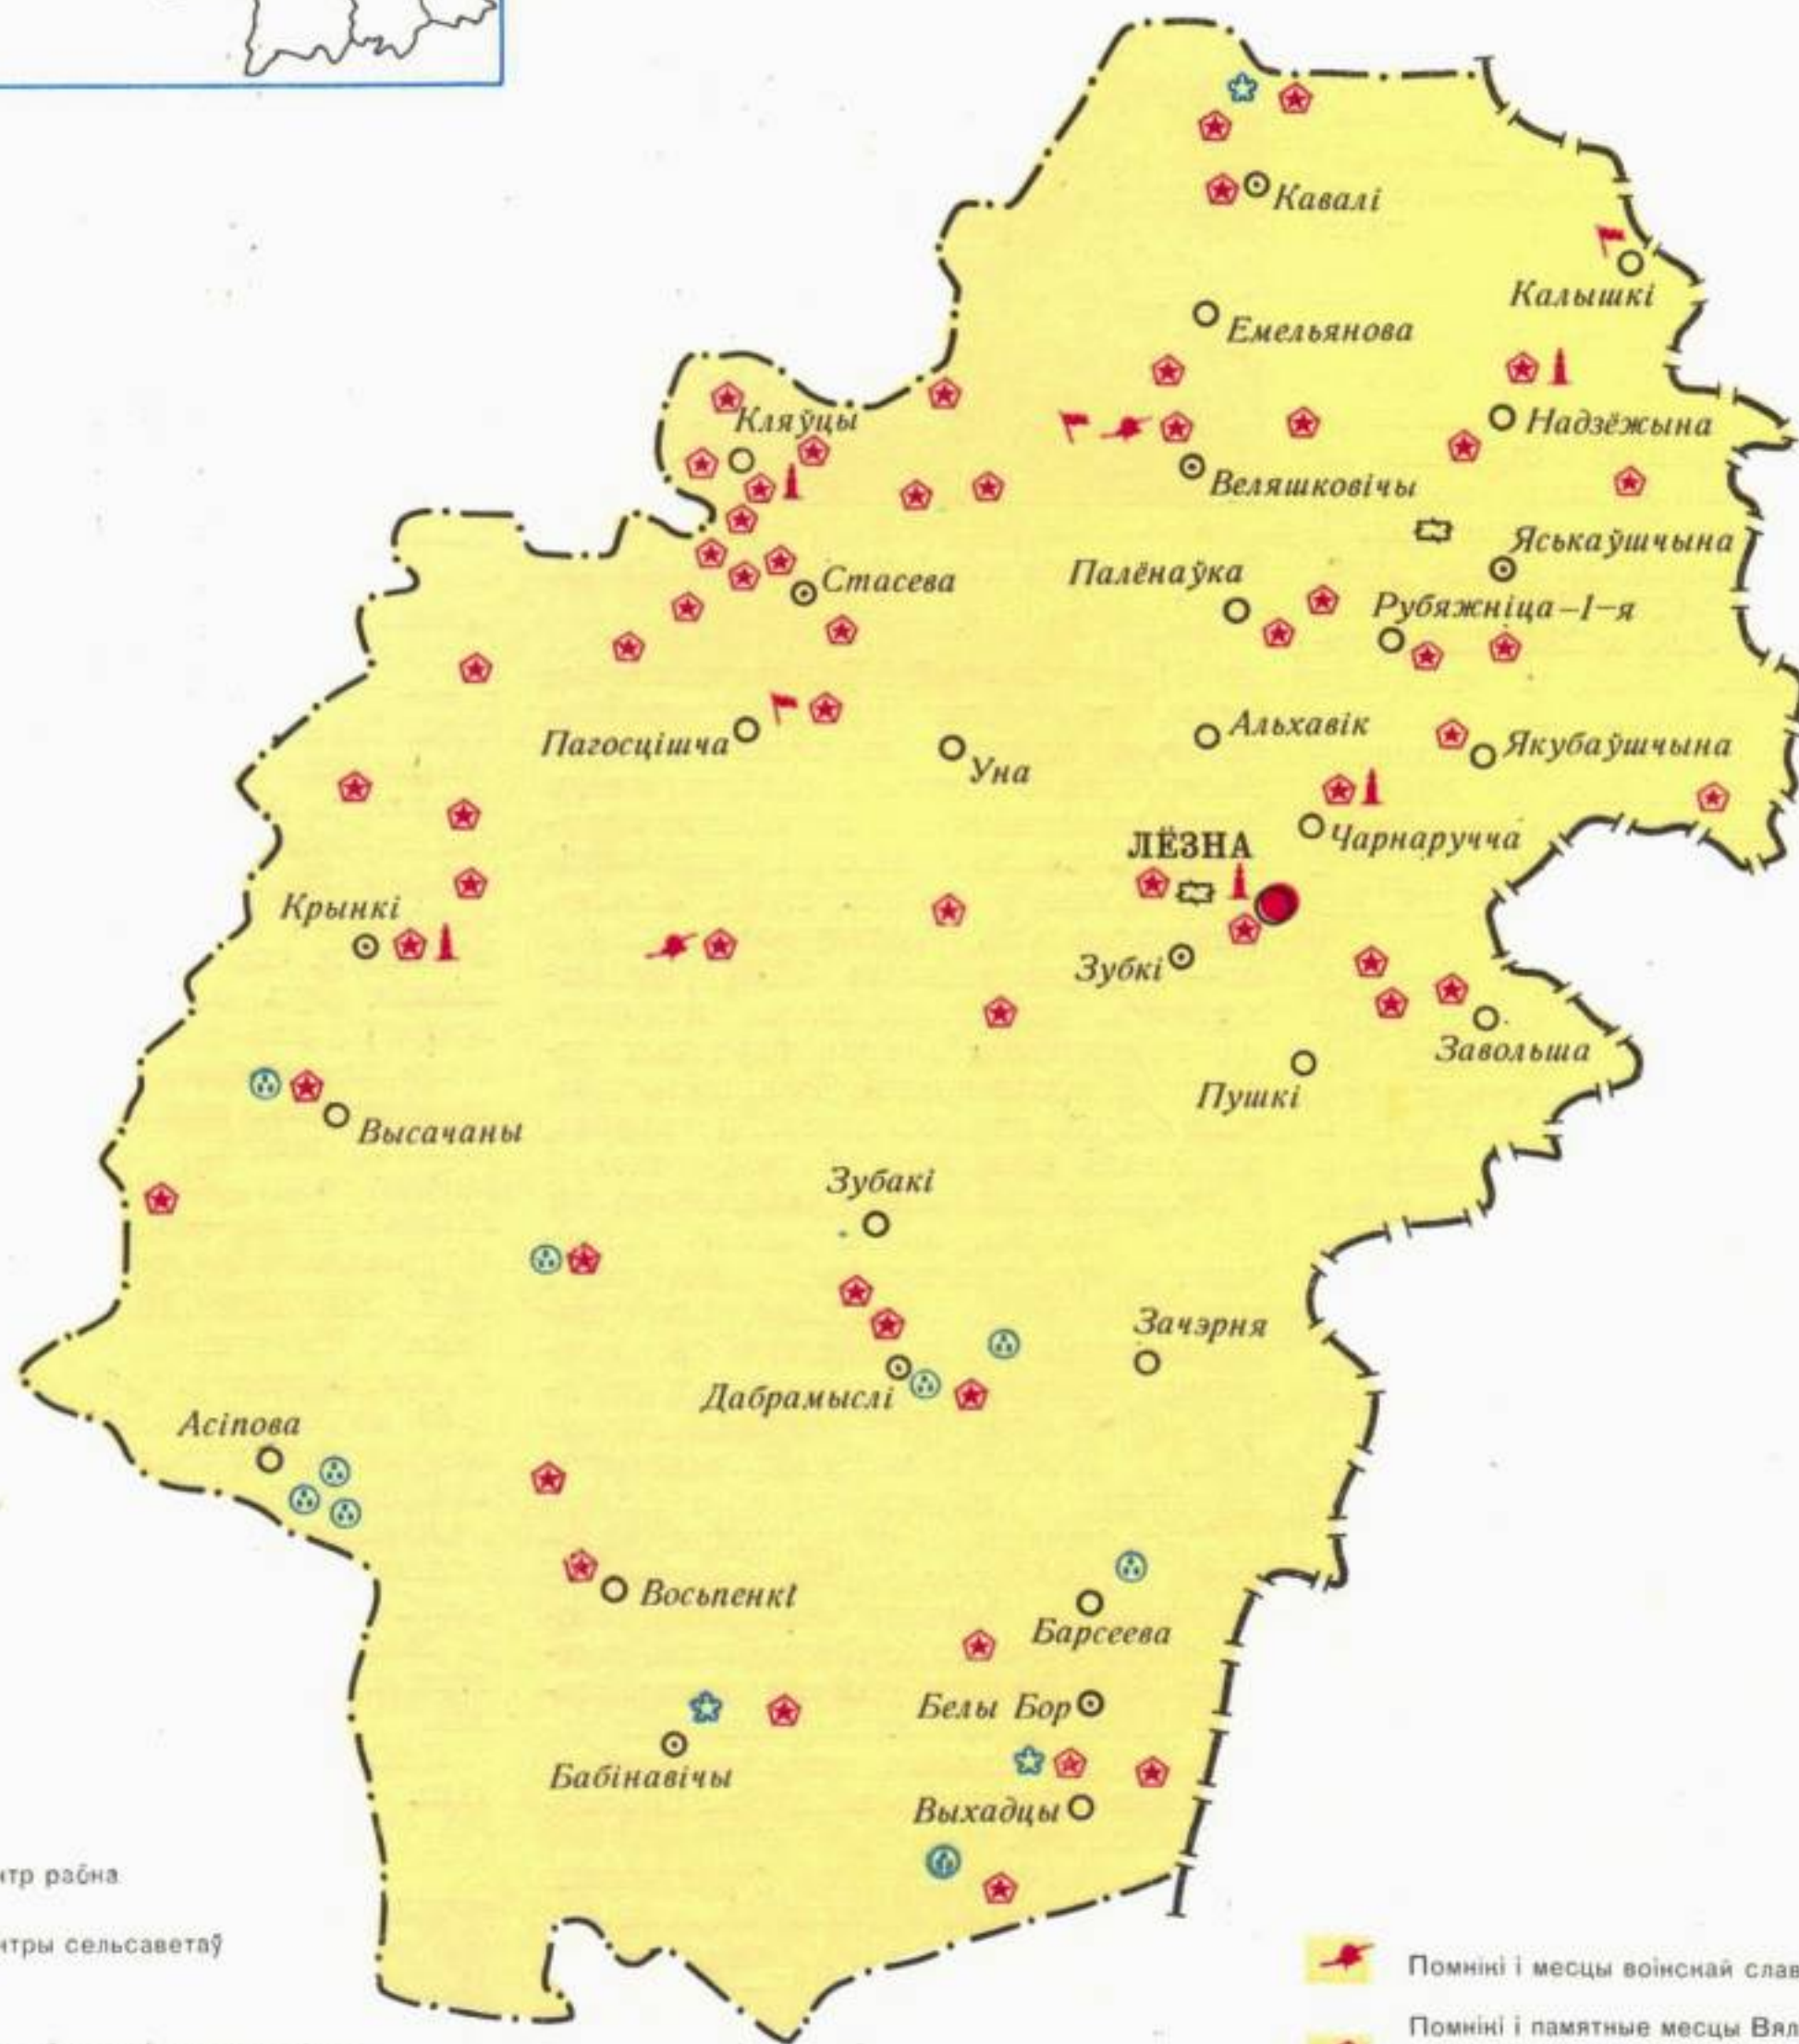 Кавалі
Калышкі
Емельянова
Кляўцы
Надзёжына
Веляшковічы
Яськаўшчына
Стасева
Палёнаўка
Рубяжніца-1-я
Пагосцішча
Уна
Альхавік
Якубаўшчына
Чарнаручча
ЛЁЗНА
Крынкі
Зубкі
Завольша
Пушкі
Высачаны
Зубакі
Зачэрня
Дабрамыслі
Асіпова
Восьпенкі
Барсеева
Белы Бор
Бабінавічы
Выхадцы
нтр раёна
нтры сельсаветаў
Помнікі і месцы воінскай слав
Помнікі і памятные месцы Вял